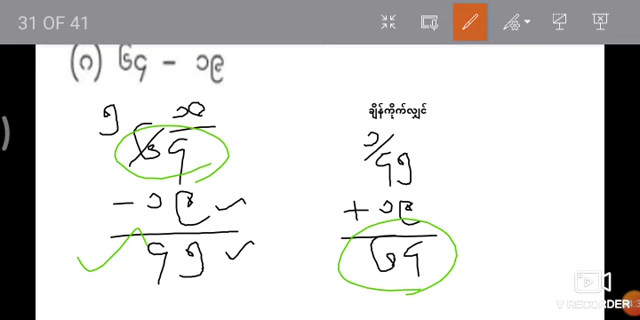 31 OF 41
(ဂ) ၆၄ − ၁၉
၅ ၁၀
၆၄
− ၁၉
၄၅
ချိန်ကိုက်လျှင်
၁
၄၅
+ ၁၉
၆၄
V RECORDER